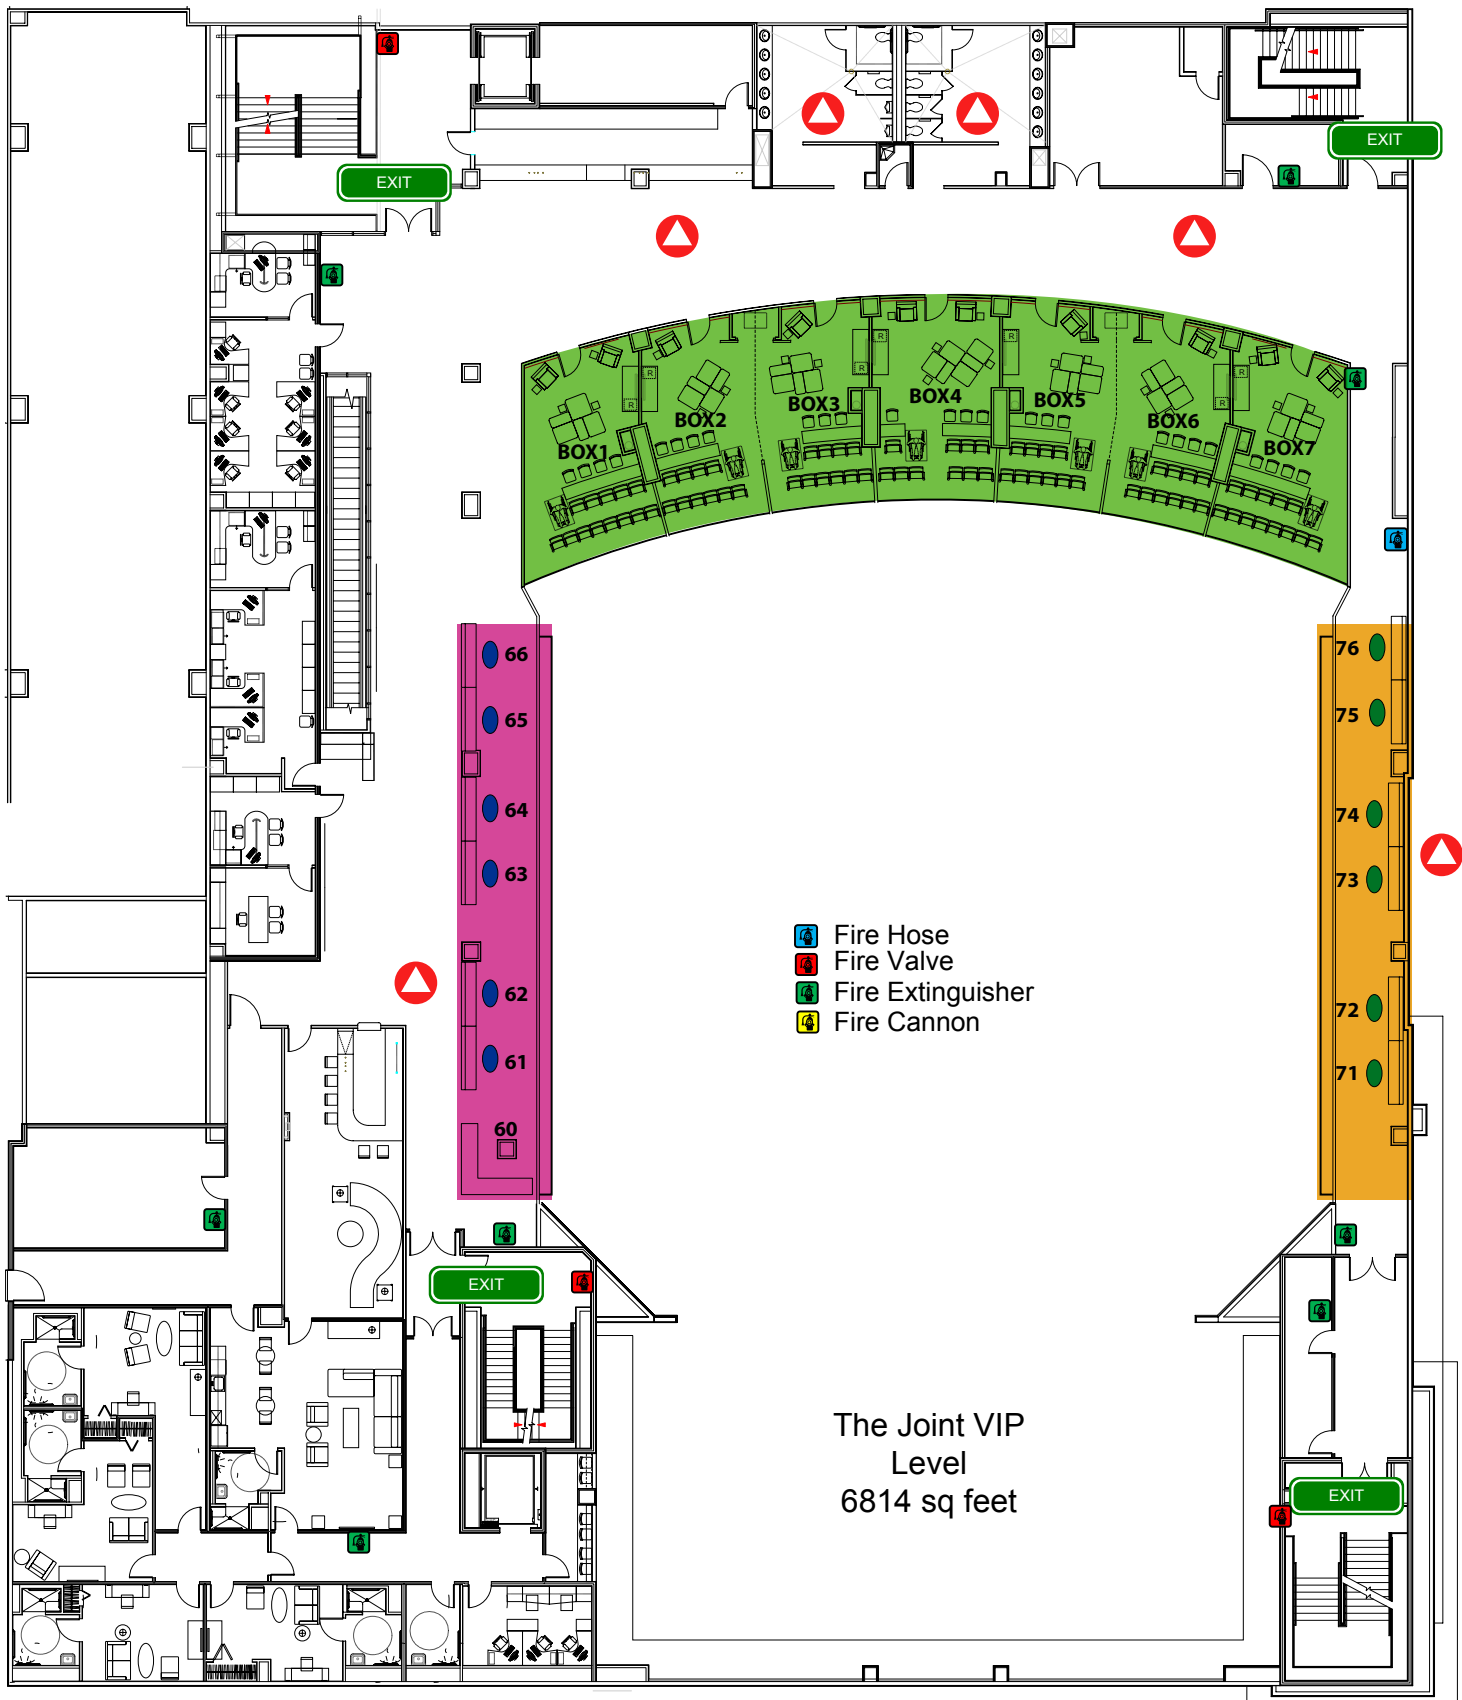 EXIT
EXIT
BOX1
BOX2
BOX3
BOX4
BOX5
BOX6
BOX7
R
R
R
R
R
R
66
65
64
63
62
61
60
76
75
74
73
72
71
Fire Hose
Fire Valve
Fire Extinguisher
Fire Cannon
EXIT
EXIT
The Joint VIP
Level
6814 sq feet